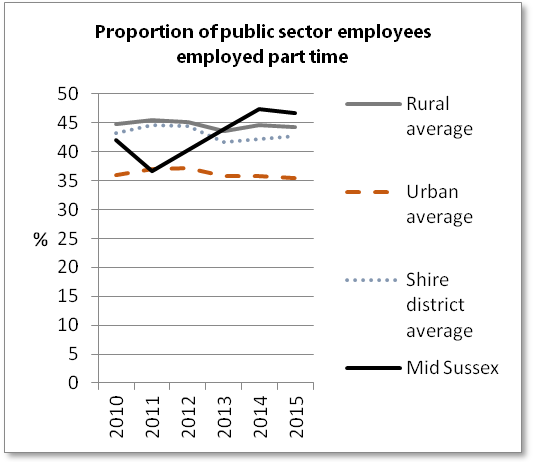 Proportion of public sector employees
employed part time
50
45
40
35
30
25
20
15
10
5
0
%
2010
2011
2012
2013
2014
2015
Rural
average
Urban
average
Shire
district
average
Mid Sussex